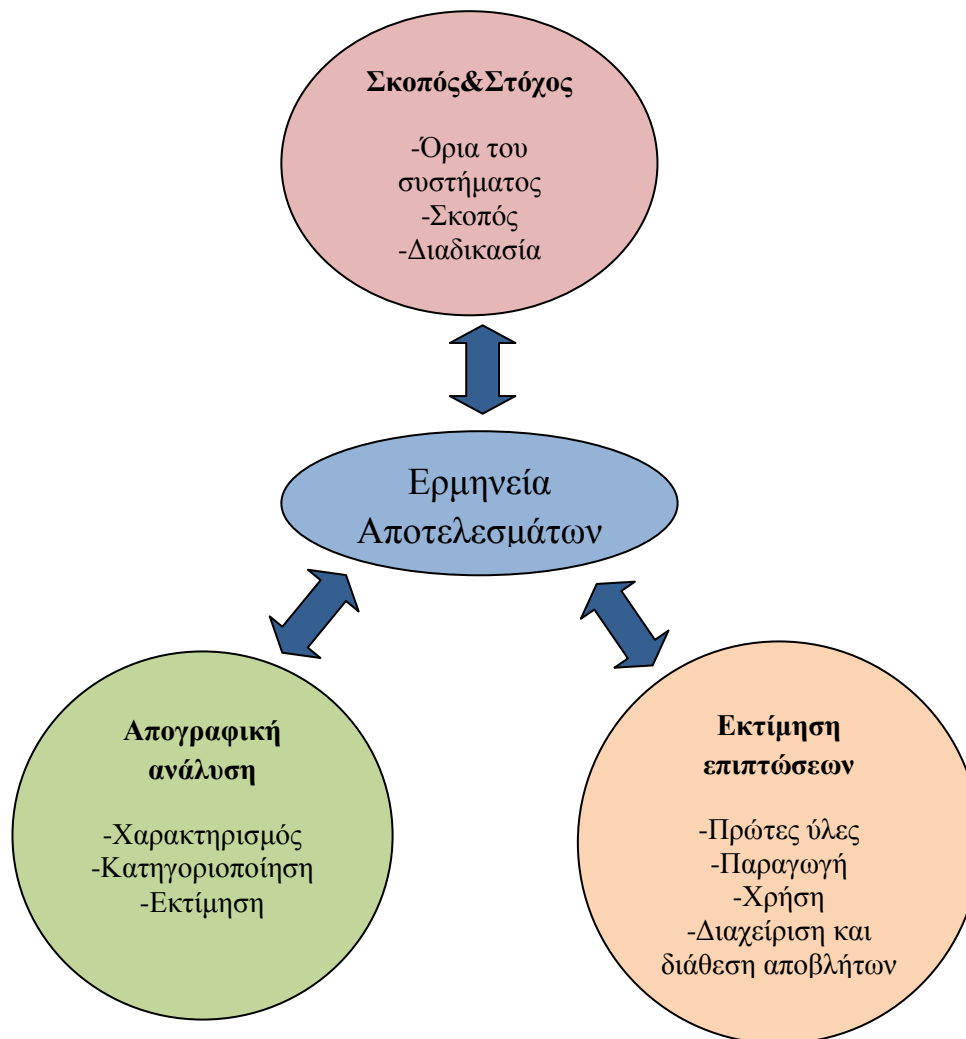 Σκοπός&Στόχος
-Όρια του
συστήματος
-Σκοπός
-Διαδικασία
Ερμηνεία
Αποτελεσμάτων
Απογραφική
ανάλυση
-Χαρακτηρισμός
-Κατηγοριοποίηση
-Εκτίμηση
Εκτίμηση
επιπτώσεων
-Πρώτες ύλες
-Παραγωγή
-Χρήση
-Διαχείριση και
διάθεση αποβλήτων